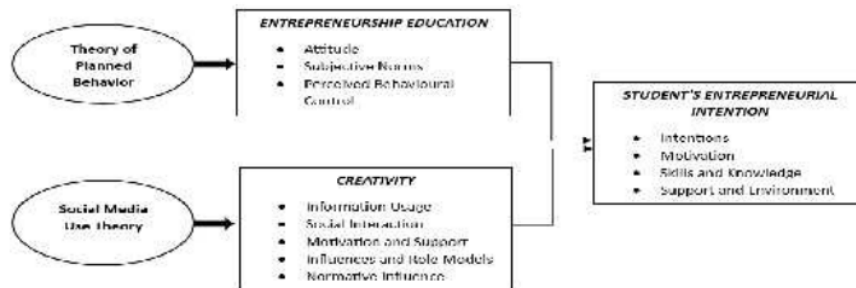 ENTREPRENEURSHIP EDUCATION
Theory of
Planned
Behavior
Attitude
Subjective Norms
Perceived Behavioural
Control
STUDENT'S ENTREPRENEURIAL
INTENTION
Intentions
Motivation
Skills and Knowledge
Support and Environment
CREATIVITY
Social Media
Use Theory
Information Usage
Social Interaction
Motivation and Support
Influences and Role Models
Normative Influence